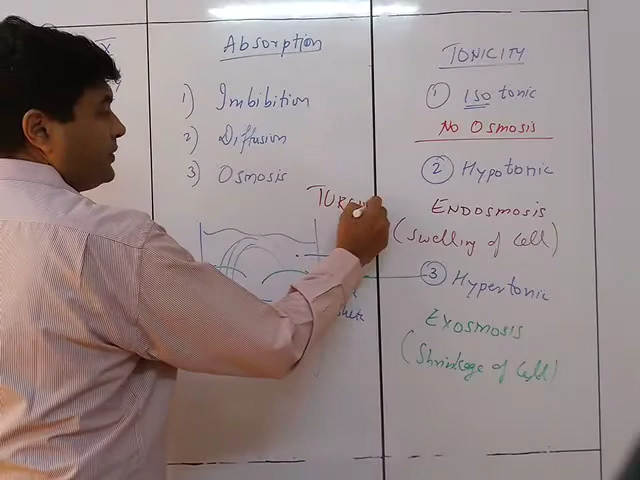 Absorption
1) Imbibition
2) Diffusion
3) Osmosis
TONICITY
① ISO tonic
No Osmosis
② Hypotonic
ENDOSMOSIS
(Swelling of Cell)
③ Hypertonic
EXOSMOSIS
(Shrinkage of Cell)